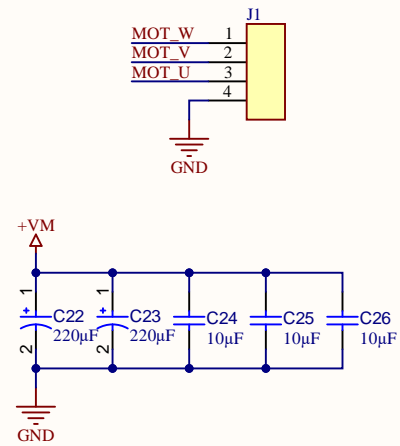 J1
MOT_W 1
MOT_V 2
MOT_U 3
4
GND
+VM
1 1
+ +
C22 C23 C24 C25 C26
220µF 220µF 10µF 10µF 10µF
2 2
GND